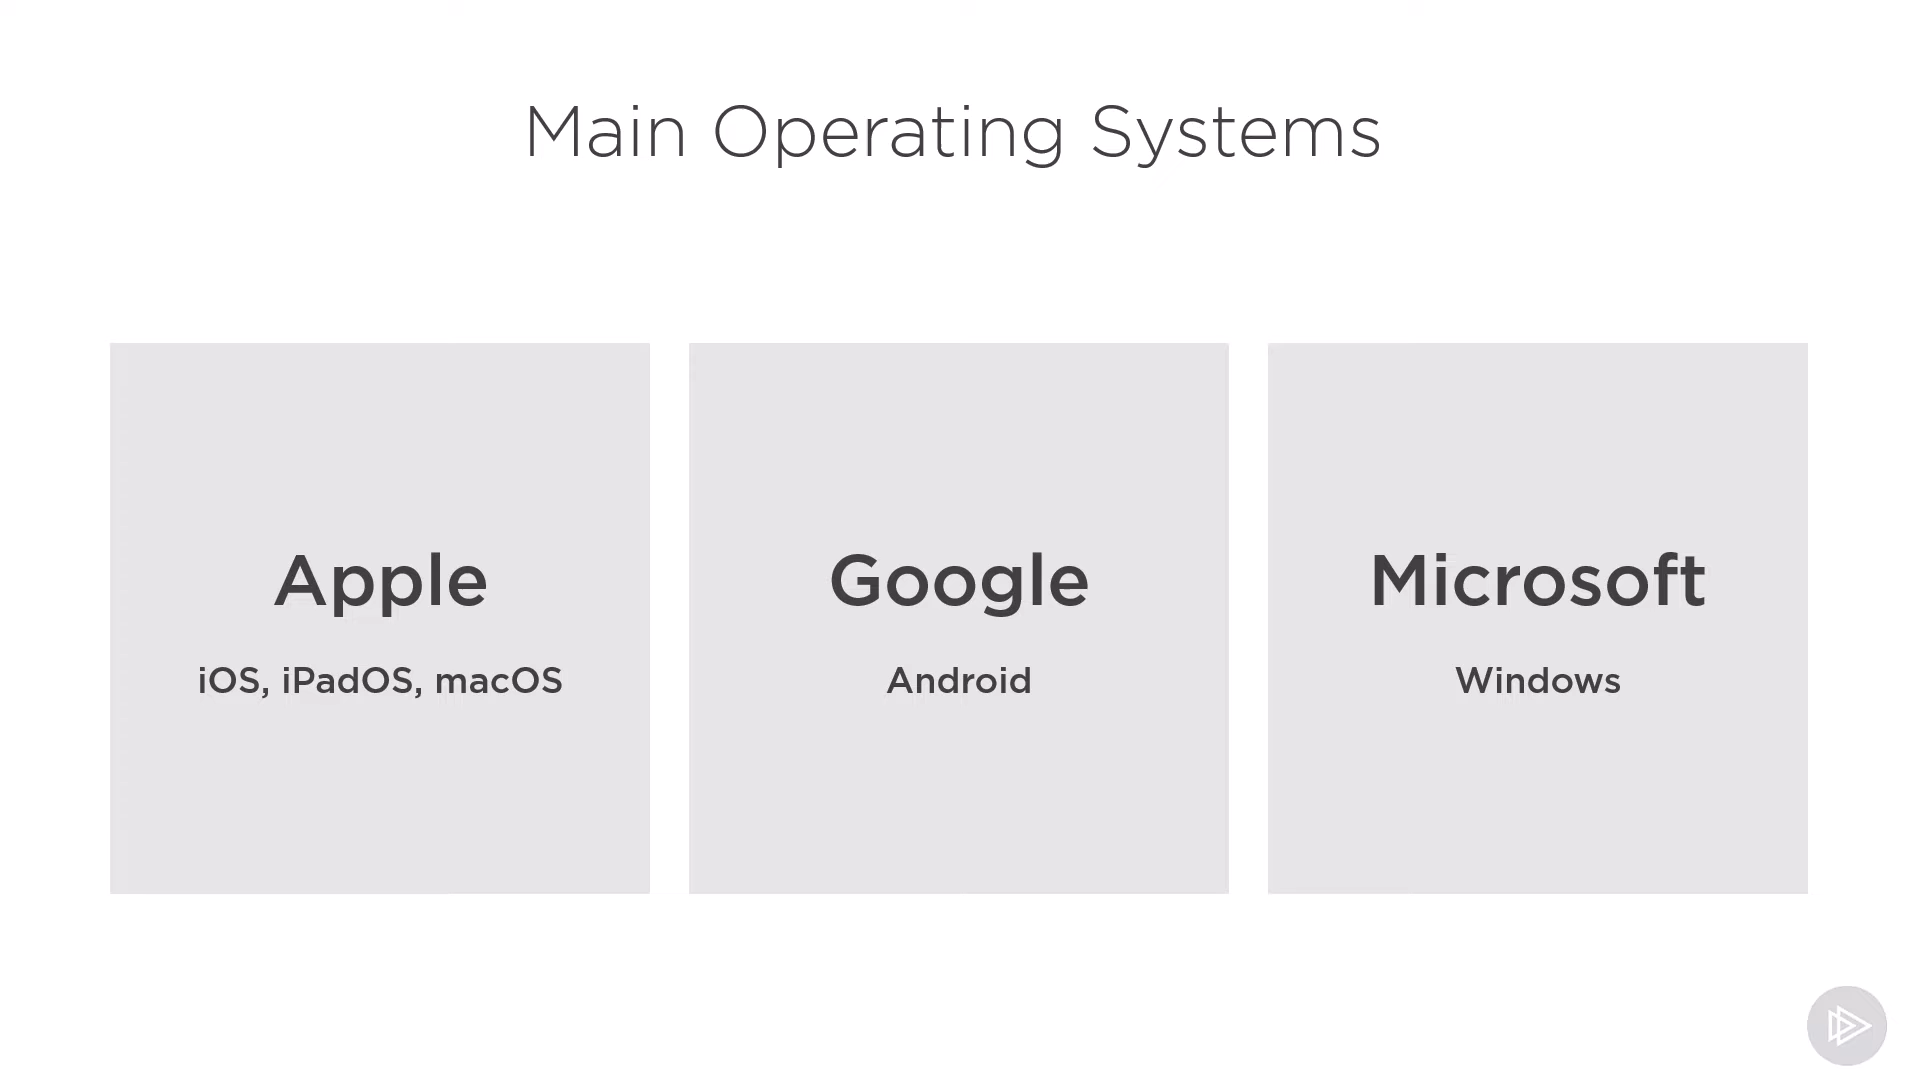 Main Operating Systems
Apple
iOS, iPadOS, macOS
Google
Android
Microsoft
Windows